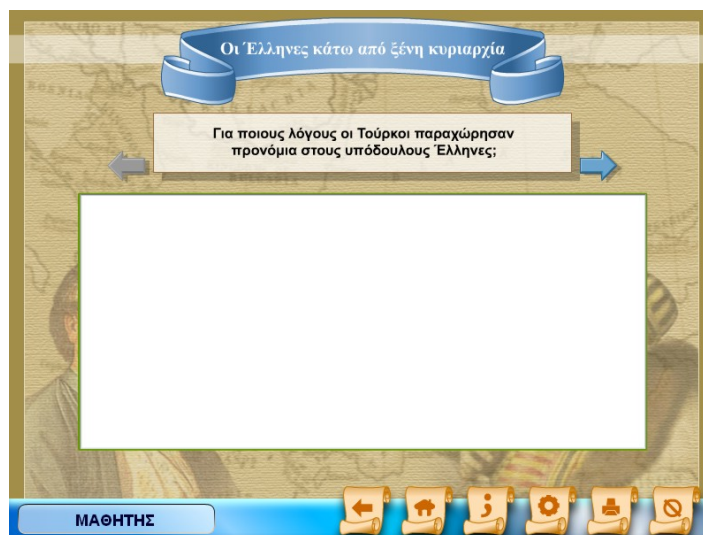 Οι Έλληνες κάτω από ξένη κυριαρχία
Για ποιους λόγους οι Τούρκοι παραχώρησαν
προνόμια στους υπόδουλους Έλληνες;
ΜΑΘΗΤΗΣ